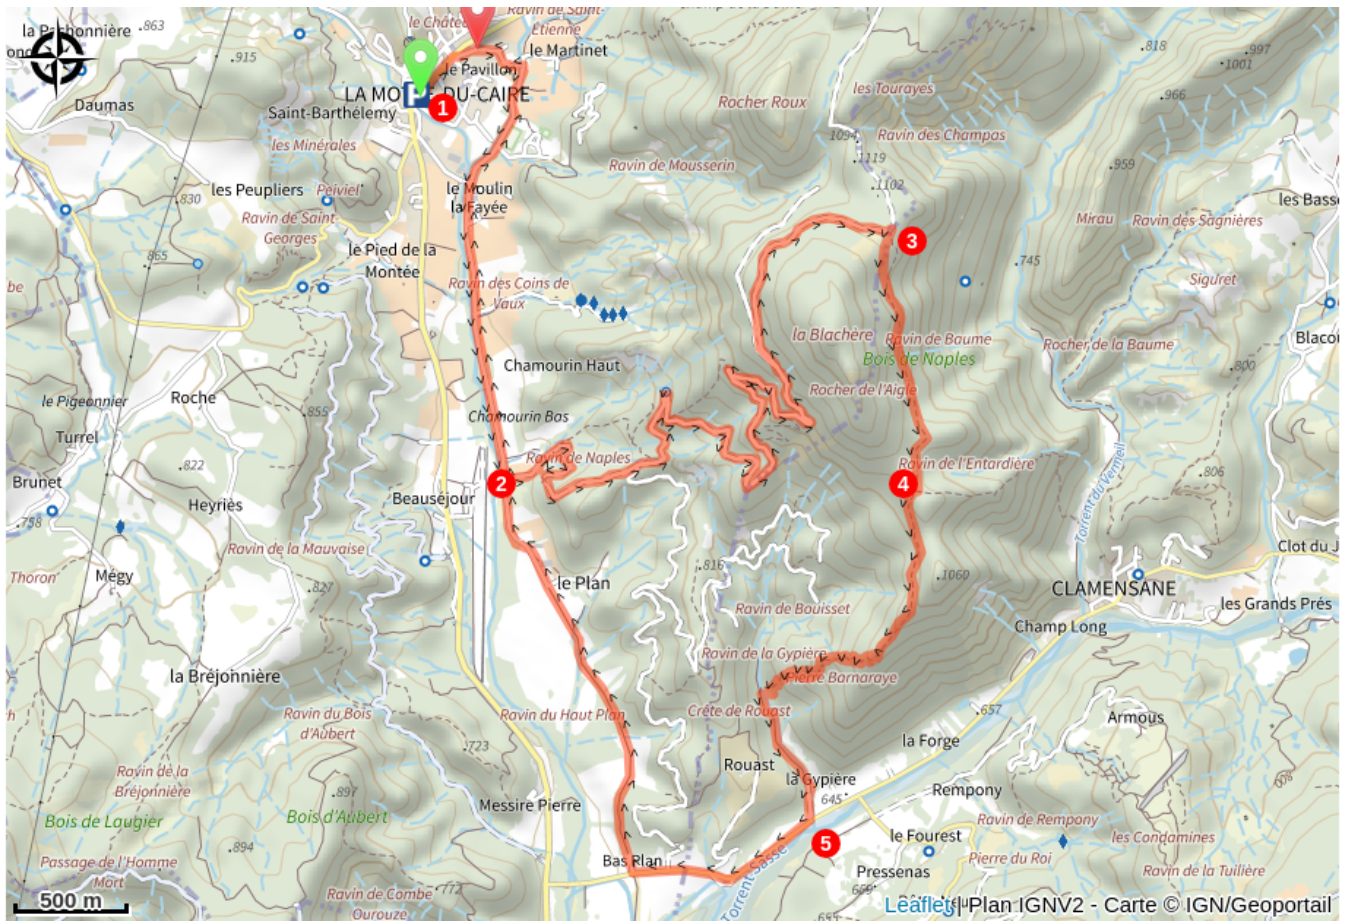 le Châte
Ravin de Saint-
Etienne
la P
honnière
.863
.915
le Martinet
le Pavillon
LA MO
E-DU-CAIRE
P
1
Daumas
Saint-Barthélemy
les Minérales
les Peupliers
Peiviel
.830
Ravin de Saint-
Georges
865
le Moulin
la Fayée
le Pied de la
Montée
Ravin des Coins de
Vaux
Rocher Roux
les Tourayes
.818
.997
.1001
.966
Ravin des Champas
1094
.1119
.1102
.959
Ravin de Mousserin
les Bass
Mirau
Ravin des Sagnières
3
.745
Siguret
la Blachère
Ravin de Baume
Bois de Naples
Rocher de la Baume
Blaco
.800
Rocher de l'Aigle
Chamourin Haut
Chamourin Bas
le Pigeonnier
Roche
.855
Turrel
.822
Brunet
Ravin de Naples
2
Beauséjour
Heyriès
.758
Ravin de l'Entardière
4
.806
Torrent du Vermeil
Ravin de la Mauvaise
Thoron
Mégy
.827
le Plan
.816
.1060
Clot du J
CLAMENSANE
les Grands Prés
Ravin de Bouisset
Champ Long
Ravin de la Gypière
Pierre Barnaraye
la Bréjonnière
Ravin du Bois
d'Aubert
Ravin du Haut Plan
Crête de Rouast
.657
Armous
.723
la Forge
Rouast
la Gypière
645
Rempony
Ravin de la
Bréjonnière
.897
Messire Pierre
Bois de Laugier
Bois d'Aubert
5
Ravin de Rempony
le Fourest
les Condamines
.894
Passage de l'Homme
Mort
Bas Plan
Torrent Sasse
Pierre du Roi
Pressenas
Ravin de la Tuilière
.772
Ravin de Combe
Ourouze
500 m
Leaflet | Plan IGNV2 - Carte © IGN/Geoportail